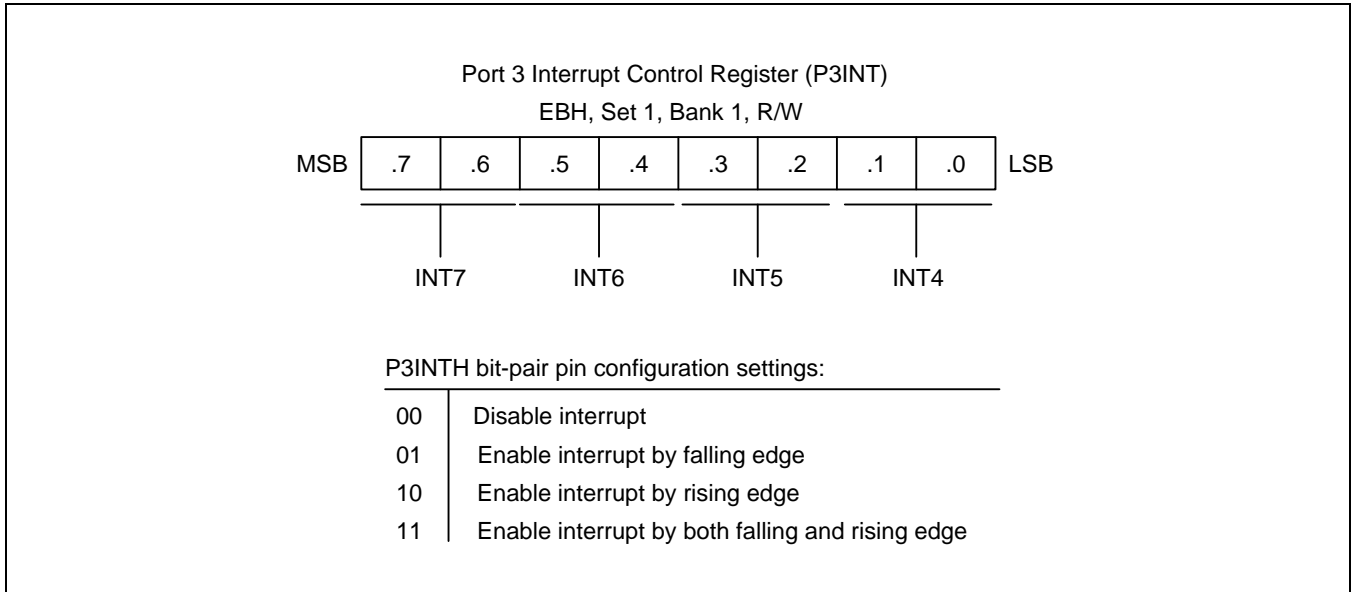 Port 3 Interrupt Control Register (P3INT)
EBH, Set 1, Bank 1, R/W
MSB .7 .6 .5 .4 .3 .2 .1 .0 LSB
INT7 INT6 INT5 INT4
P3INTH bit-pair pin configuration settings:
00 Disable interrupt
01 Enable interrupt by falling edge
10 Enable interrupt by rising edge
11 Enable interrupt by both falling and rising edge